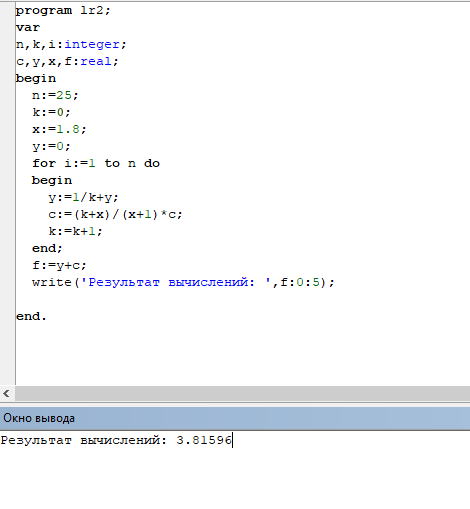 program lr2;
var
n,k,i:integer;
c,y,x,f:real;
begin
n:=25;
k:=0;
x:=1.8;
y:=0;
for i:=1 to n do
begin
y:=1/k+y;
c:=(k+x)/(x+1)*c;
k:=k+1;
end;
f:=y+c;
write('Результат вычислений: ',f:0:5);
end.
Окно вывода
Результат вычислений: 3.81596